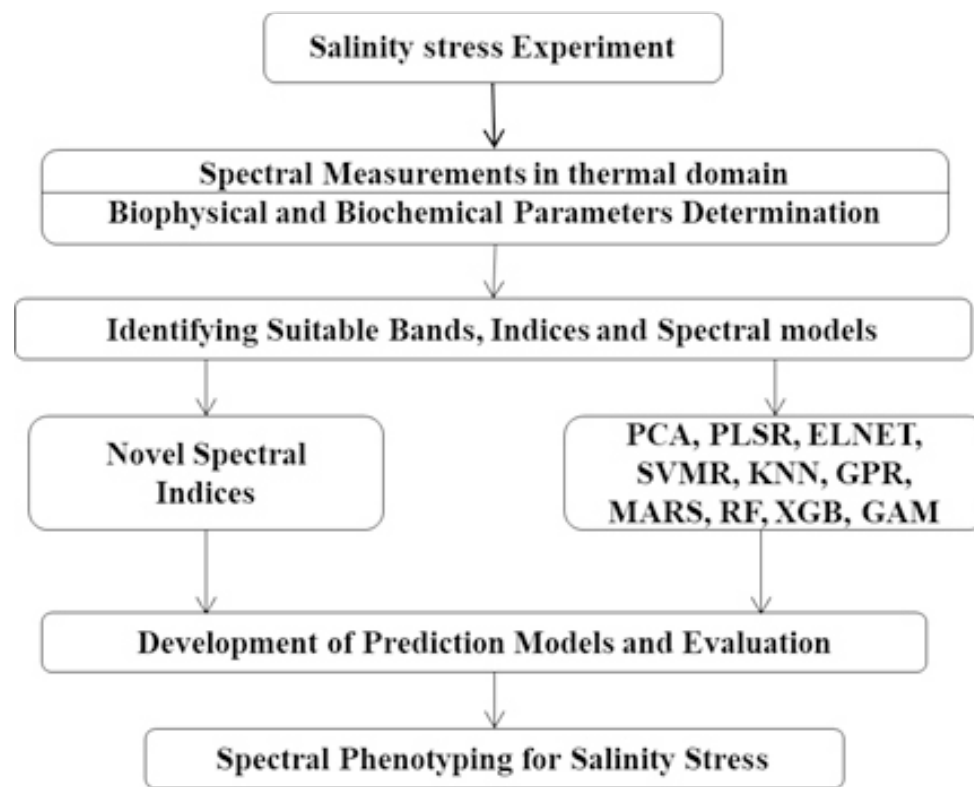 Salinity stress Experiment
Spectral Measurements in thermal domain
Biophysical and Biochemical Parameters Determination
Identifying Suitable Bands, Indices and Spectral models
Novel Spectral
Indices
PCA, PLSR, ELNET,
SVMR, KNN, GPR,
MARS, RF, XGB, GAM
Development of Prediction Models and Evaluation
Spectral Phenotyping for Salinity Stress